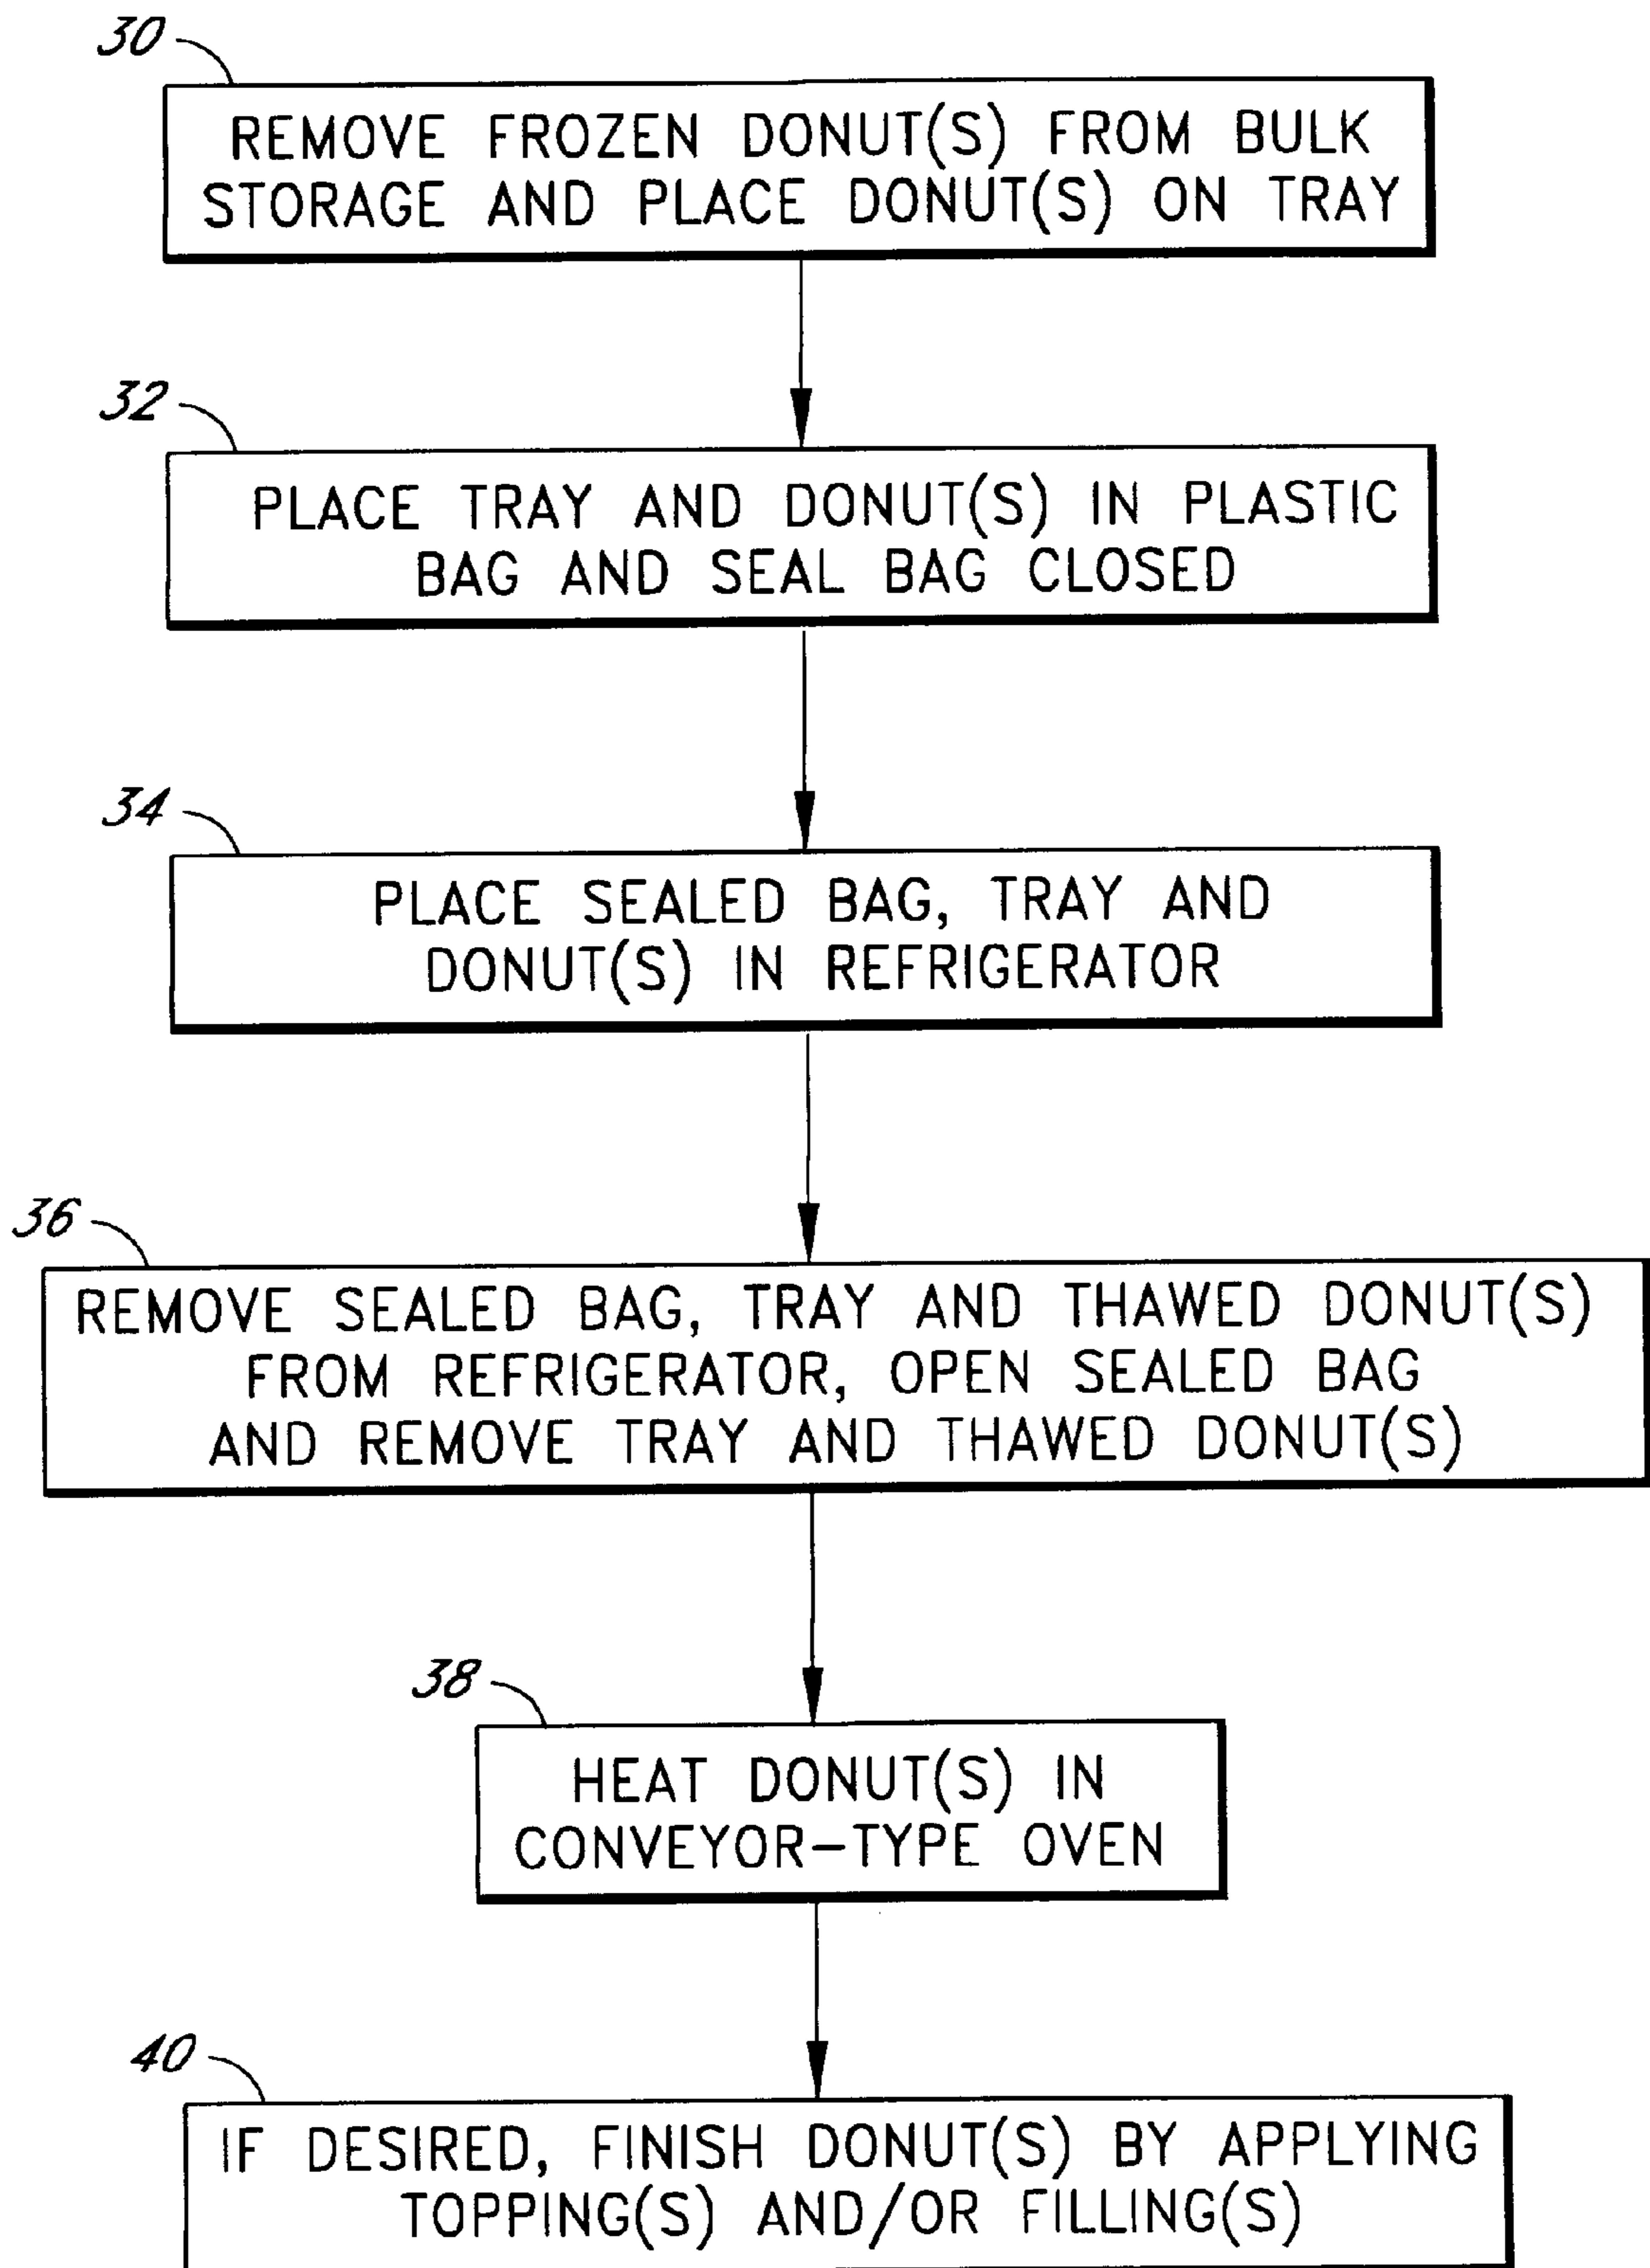 30
REMOVE FROZEN DONUT(S) FROM BULK
STORAGE AND PLACE DONUT(S) ON TRAY
32
PLACE TRAY AND DONUT(S) IN PLASTIC
BAG AND SEAL BAG CLOSED
34
PLACE SEALED BAG, TRAY AND
DONUT(S) IN REFRIGERATOR
36
REMOVE SEALED BAG, TRAY AND THAWED DONUT(S)
FROM REFRIGERATOR, OPEN SEALED BAG
AND REMOVE TRAY AND THAWED DONUT(S)
38
HEAT DONUT(S) IN
CONVEYOR-TYPE OVEN
40
IF DESIRED, FINISH DONUT(S) BY APPLYING
TOPPING(S) AND/OR FILLING(S)